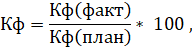 Кф = Кф(факт) / Кф(план) * 100 ,